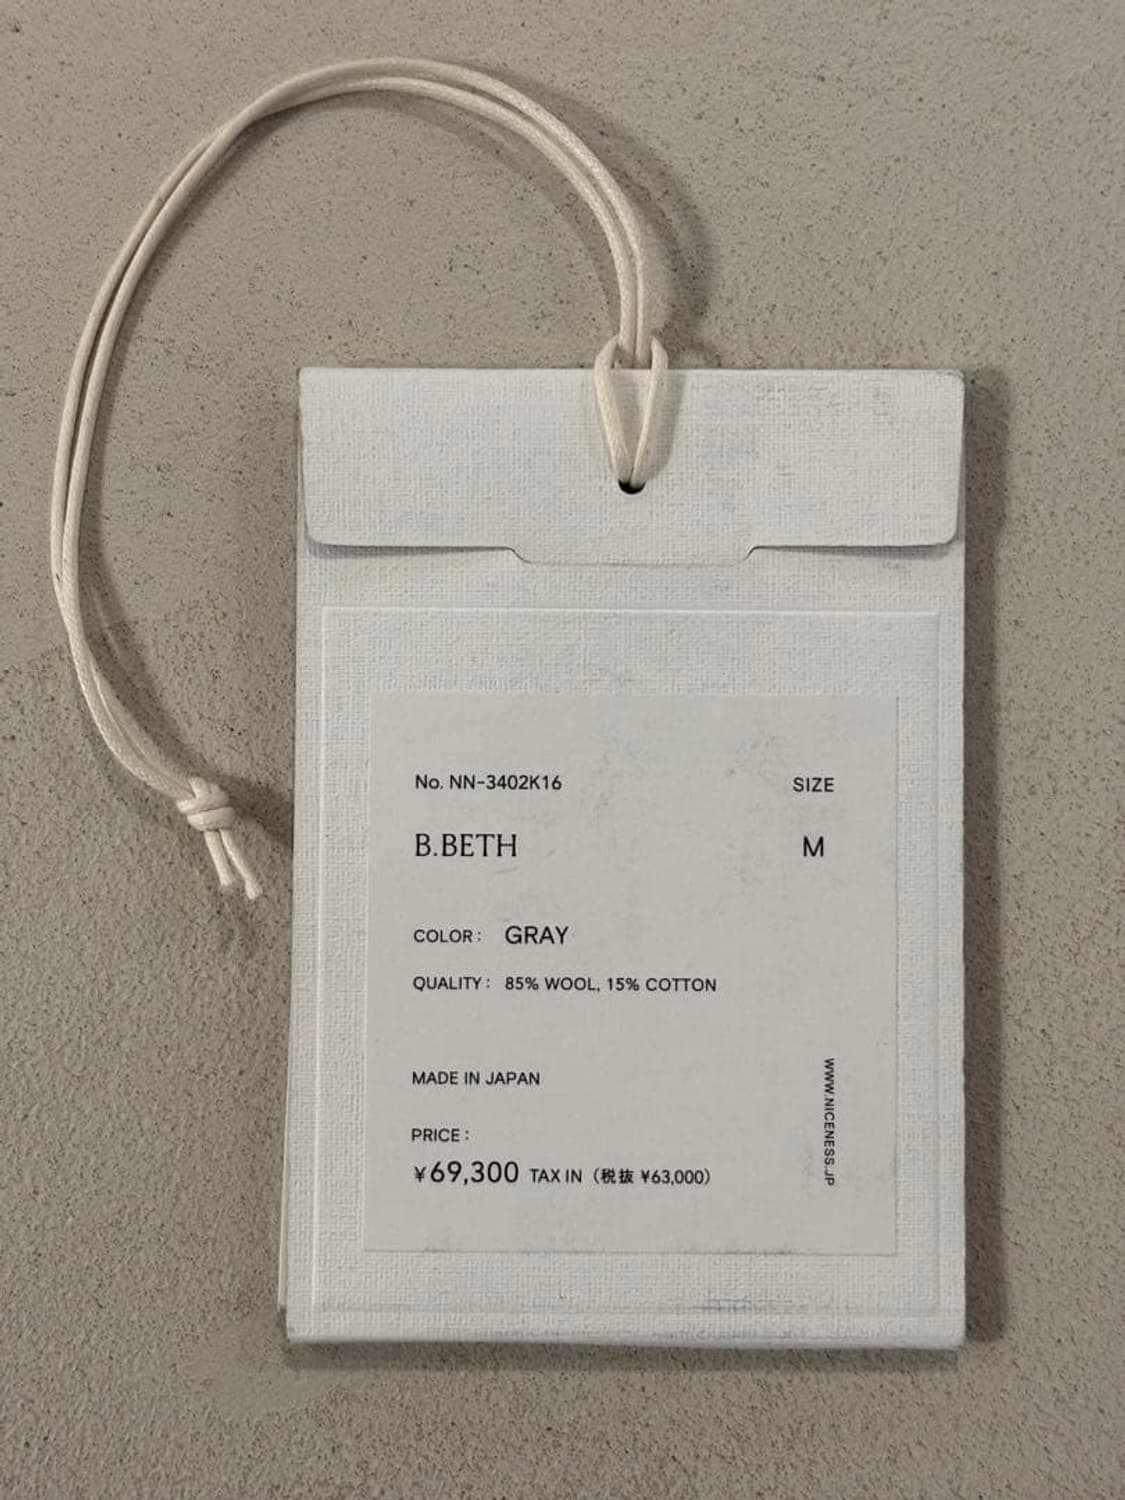 No. NN-3402K16 SIZE
B.BETH M
COLOR : GRAY
QUALITY : 85% WOOL, 15% COTTON
MADE IN JAPAN
PRICE :
¥69,300 TAX IN（税抜 ¥63,000）
WWW.NICENESS.JP